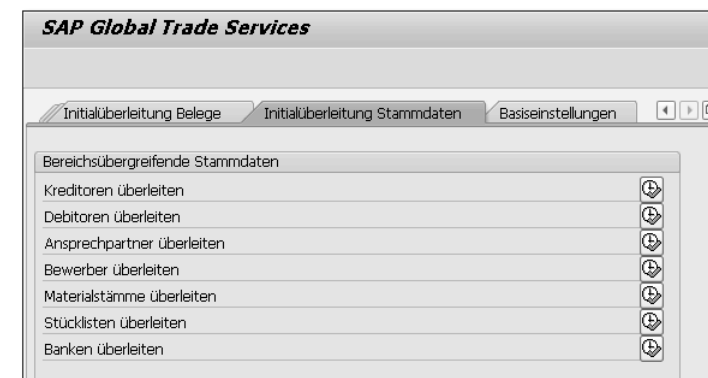 SAP Global Trade Services
Initialüberleitung Belege
Initialüberleitung Stammdaten
Basiseinstellungen
Bereichsübergreifende Stammdaten
Kreditoren überleiten
Debitoren überleiten
Ansprechpartner überleiten
Bewerber überleiten
Materialstämme überleiten
Stücklisten überleiten
Banken überleiten